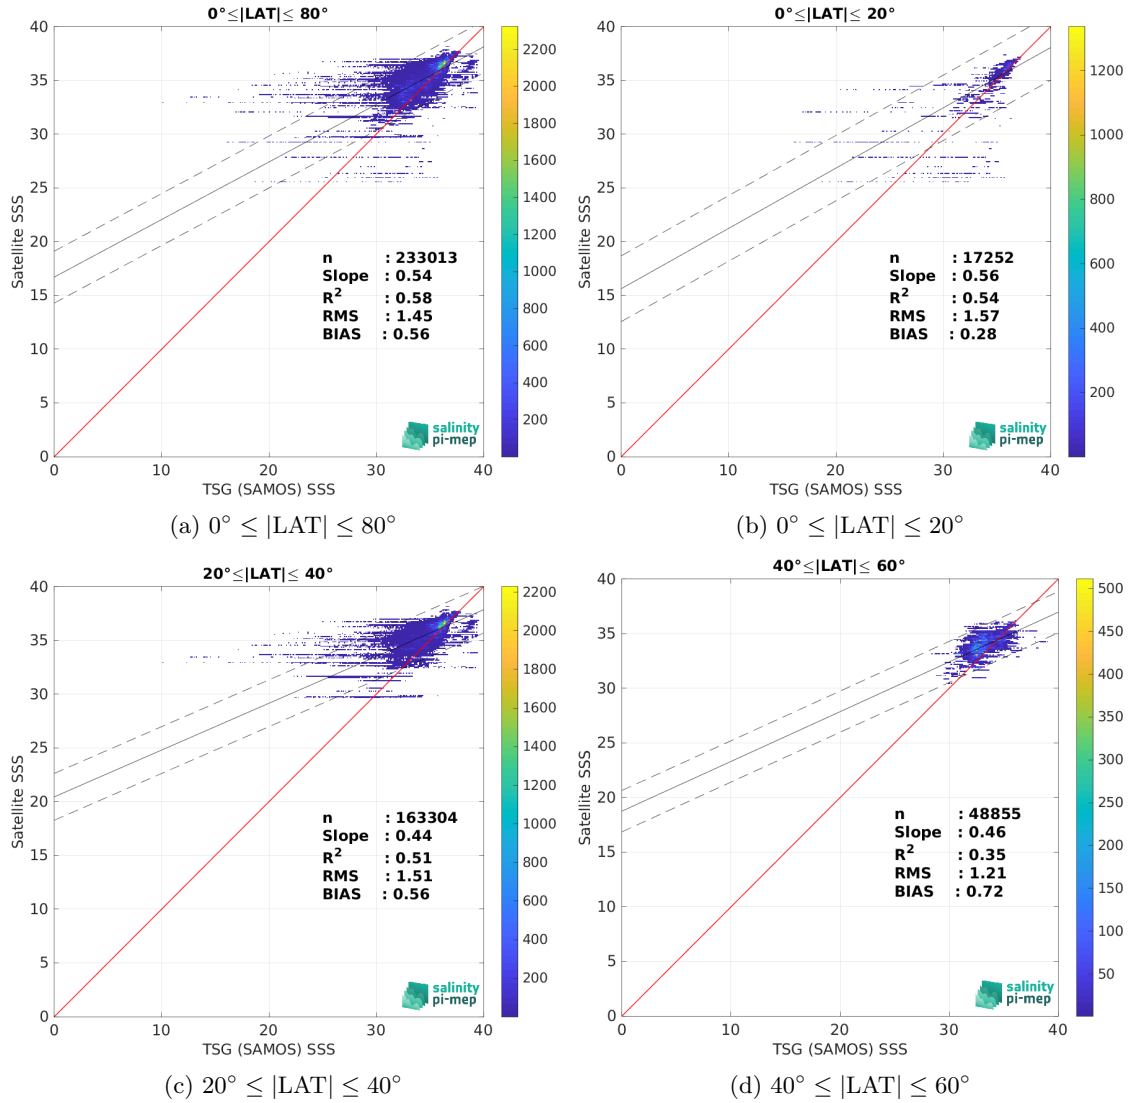 0°≤|LAT|≤ 80°
40
35
30
25
20
15
10
5
0
Satellite SSS
0
10
20
30
40
TSG (SAMOS) SSS
n : 233013
Slope : 0.54
R² : 0.58
RMS : 1.45
BIAS : 0.56
salinity
pi-mep
2200
2000
1800
1600
1400
1200
1000
800
600
400
200
(a) 0° ≤ |LAT| ≤ 80°
0°≤|LAT|≤ 20°
40
35
30
25
20
15
10
5
0
Satellite SSS
0
10
20
30
40
TSG (SAMOS) SSS
n : 17252
Slope : 0.56
R² : 0.54
RMS : 1.57
BIAS : 0.28
salinity
pi-mep
1200
1000
800
600
400
200
(b) 0° ≤ |LAT| ≤ 20°
20°≤|LAT|≤ 40°
40
35
30
25
20
15
10
5
0
Satellite SSS
0
10
20
30
40
TSG (SAMOS) SSS
n : 163304
Slope : 0.44
R² : 0.51
RMS : 1.51
BIAS : 0.56
salinity
pi-mep
2200
2000
1800
1600
1400
1200
1000
800
600
400
200
(c) 20° ≤ |LAT| ≤ 40°
40°≤|LAT|≤ 60°
40
35
30
25
20
15
10
5
0
Satellite SSS
0
10
20
30
40
TSG (SAMOS) SSS
n : 48855
Slope : 0.46
R² : 0.35
RMS : 1.21
BIAS : 0.72
salinity
pi-mep
500
450
400
350
300
250
200
150
100
50
(d) 40° ≤ |LAT| ≤ 60°